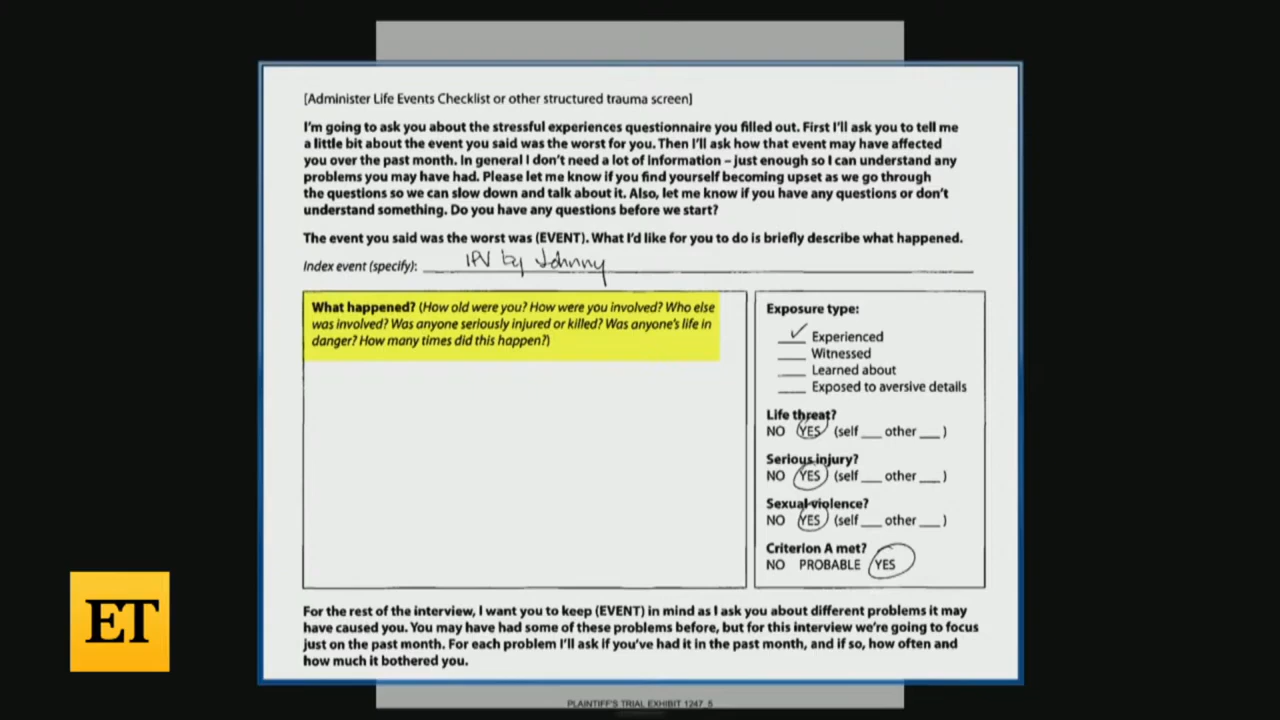 [Administer Life Events Checklist or other structured trauma screen]
I'm going to ask you about the stressful experiences questionnaire you filled out. First I'll ask you to tell me
a little bit about the event you said was the worst for you. Then I'll ask how that event may have affected
you over the past month. In general I don't need a lot of information – just enough so I can understand any
problems you may have had. Please let me know if you find yourself becoming upset as we go through
the questions so we can slow down and talk about it. Also, let me know if you have any questions or don't
understand something. Do you have any questions before we start?
The event you said was the worst was (EVENT). What I'd like for you to do is briefly describe what happened.
Index event (specify): IPV by Johnny
What happened? (How old were you? How were you involved? Who else
was involved? Was anyone seriously injured or killed? Was anyone's life in
danger? How many times did this happen?)
Exposure type:
Experienced
Witnessed
Learned about
Exposed to aversive details
Life threat?
NO YES (self ___ other ___ )
Serious injury?
NO YES (self ___ other ___ )
Sexual violence?
NO YES (self ___ other ___ )
Criterion A met?
NO PROBABLE YES
For the rest of the interview, I want you to keep (EVENT) in mind as I ask you about different problems it may
have caused you. You may have had some of these problems before, but for this interview we're going to focus
just on the past month. For each problem I'll ask if you've had it in the past month, and if so, how often and
how much it bothered you.
ET
PLAINTIFF'S TRIAL EXHIBIT 1247_5